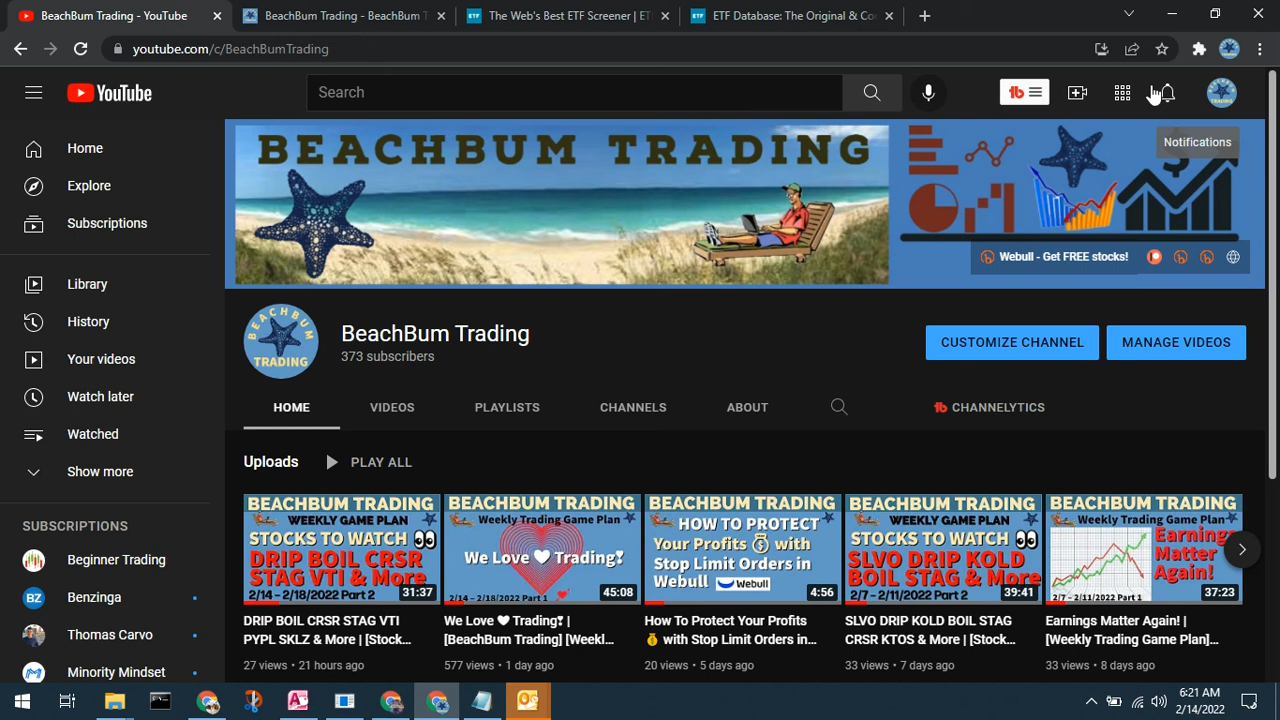 BeachBum Trading - YouTube
BeachBum Trading - BeachBum T
The Web's Best ETF Screener | ET
ETF Database: The Original & Co
youtube.com/c/BeachBumTrading
YouTube
Search
tb
Notifications
BEACHBUM TRADING
Webull - Get FREE stocks!
Home
Explore
Subscriptions
Library
History
Your videos
Watch later
Watched
Show more
SUBSCRIPTIONS
Beginner Trading
Benzinga
Thomas Carvo
Minority Mindset
BEACHBUM
TRADING
BeachBum Trading
373 subscribers
CUSTOMIZE CHANNEL
MANAGE VIDEOS
HOME
VIDEOS
PLAYLISTS
CHANNELS
ABOUT
tb CHANNELYTICS
Uploads
PLAY ALL
BEACHBUM TRADING
WEEKLY GAME PLAN
STOCKS TO WATCH 👀
DRIP BOIL CRSR
STAG VTI & More
2/14 - 2/18/2022 Part 2
31:37
DRIP BOIL CRSR STAG VTI
PYPL SKLZ & More | [Stock...
27 views • 21 hours ago
BEACHBUM TRADING
Weekly Trading Game Plan
We Love ♥ Trading❣
2/14 - 2/18/2022 Part 1
45:08
We Love ❤ Trading❣ |
[BeachBum Trading] [Weekl...
577 views • 1 day ago
BEACHBUM TRADING
HOW TO PROTECT
Your Profits 💰 with
Stop Limit Orders in
Webull
Webull
4:56
How To Protect Your Profits
💰 with Stop Limit Orders in...
20 views • 5 days ago
BEACHBUM TRADING
WEEKLY GAME PLAN
STOCKS TO WATCH 👀
SLVO DRIP KOLD
BOIL STAG & More
2/7 - 2/11/2022 Part 2
39:41
SLVO DRIP KOLD BOIL STAG
CRSR KTOS & More | [Stock...
33 views • 7 days ago
BEACHBUM TRADING
Weekly Trading Game Plan
Earnings
Matter
Again!
2/7 - 2/11/2022 Part 1
37:23
Earnings Matter Again! |
[Weekly Trading Game Plan]...
33 views • 8 days ago
6:21 AM
2/14/2022